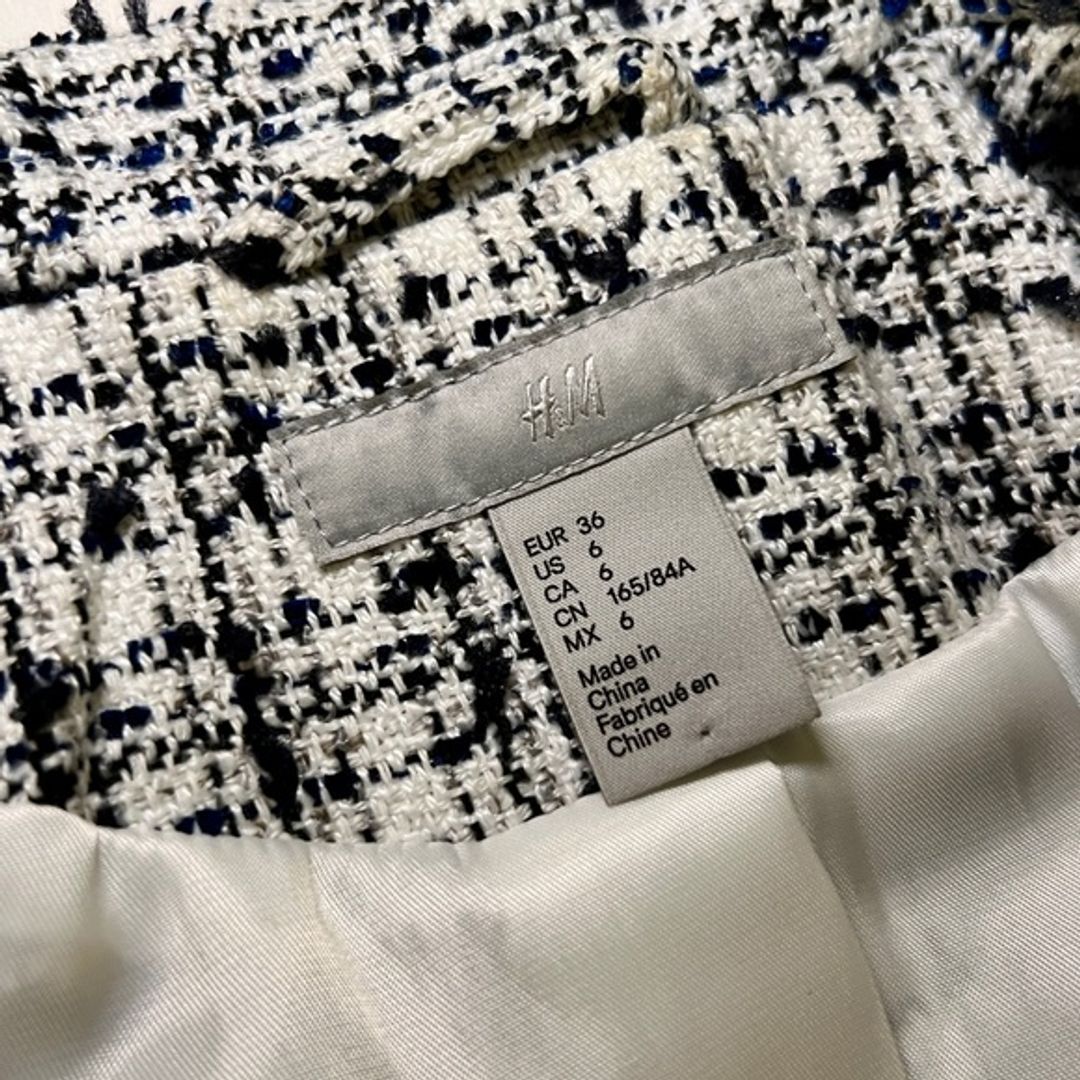 H&M
EUR 36
US 6
CA 6
CN 165/84A
MX 6
Made in
China
Fabriqué en
Chine